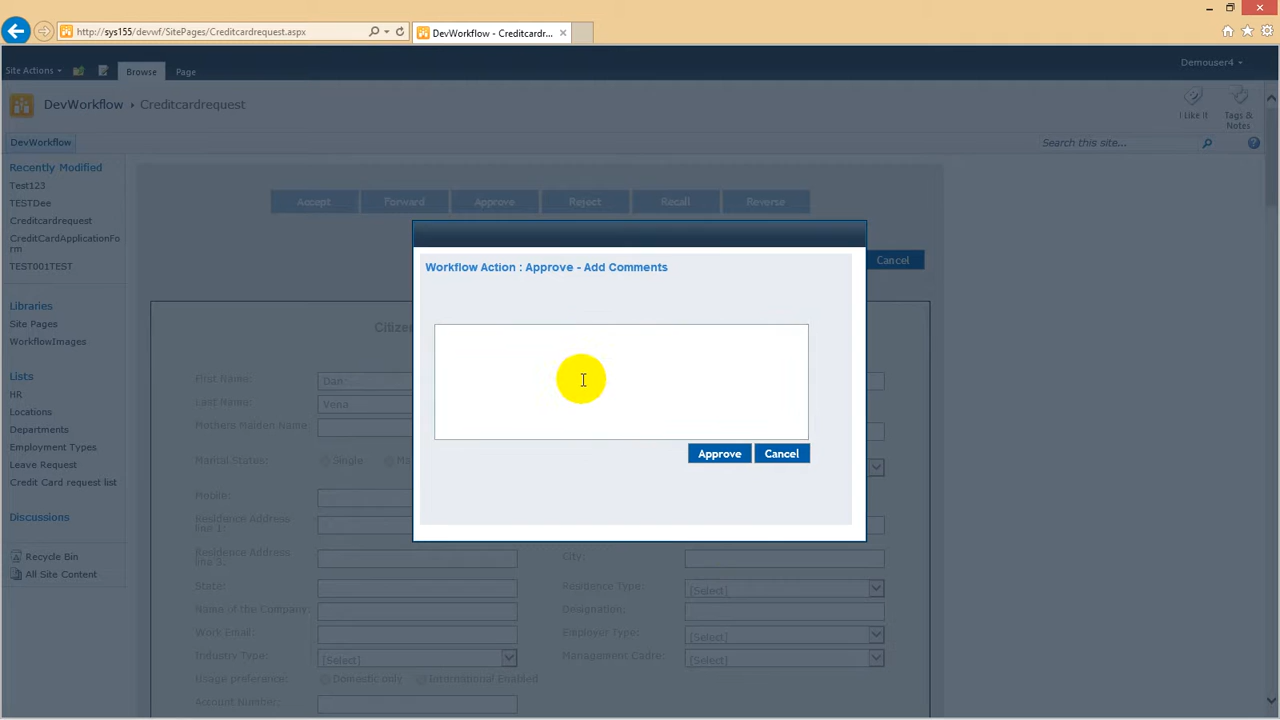 http://sys155/devwf/SitePages/Creditcardrequest.aspx
DevWorkflow - Creditcardr...
Site Actions
Browse
Page
Demouser4
DevWorkflow
Creditcardrequest
I Like It
Tags & Notes
DevWorkflow
Search this site...
Recently Modified
Test123
TESTDee
Creditcardrequest
CreditCardApplicationFo
rm
TEST001TEST
Libraries
Site Pages
WorkflowImages
Lists
HR
Locations
Departments
Employment Types
Leave Request
Credit Card request list
Discussions
Recycle Bin
All Site Content
Accept Forward Approve Reject Recall Reverse
Cancel
Workflow Action : Approve - Add Comments
Approve Cancel
First Name: Dan
Last Name: Vena
Mothers Maiden Name
Marital Status: Single
Mobile:
Residence Address
line 1:
Residence Address
City:
State:
Residence Type: [Select]
Name of the Company:
Designation:
Work Email:
Employer Type: [Select]
Industry Type: [Select]
Management Cadre: [Select]
Usage preference: Domestic only International Enabled
Account Number: